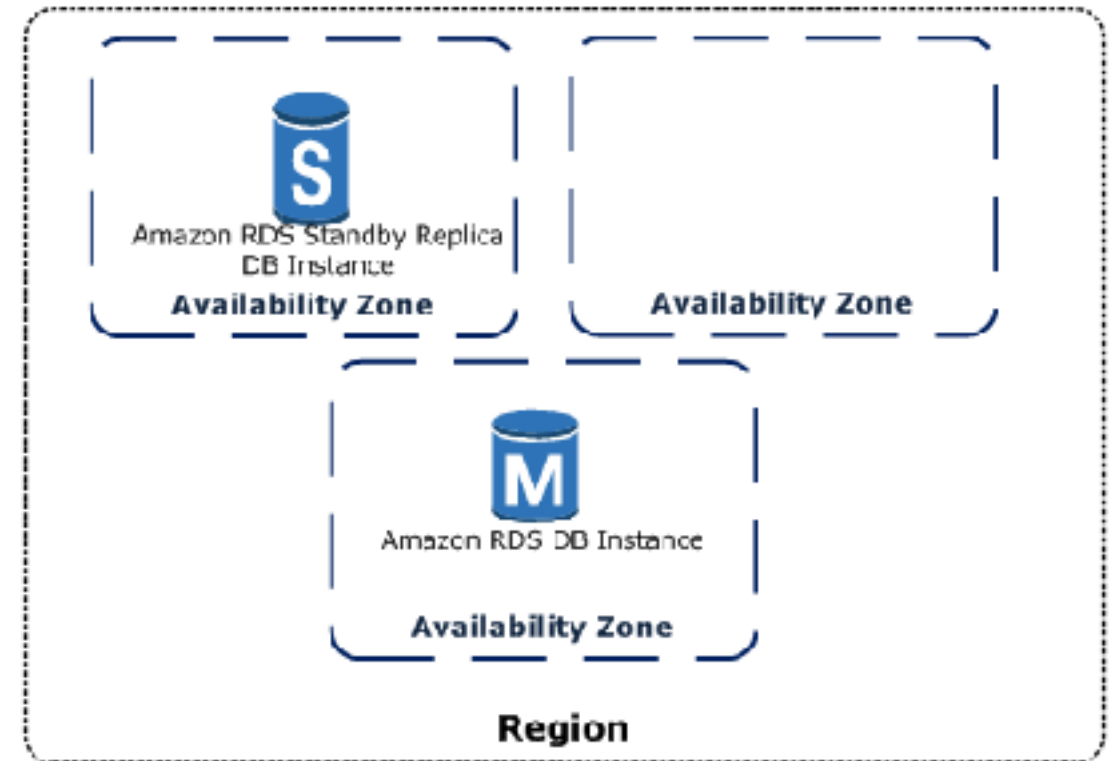 S
Amazon RDS Standby Replica
DB Instance
Availability Zone
Availability Zone
M
Amazon RDS DB Instance
Availability Zone
Region